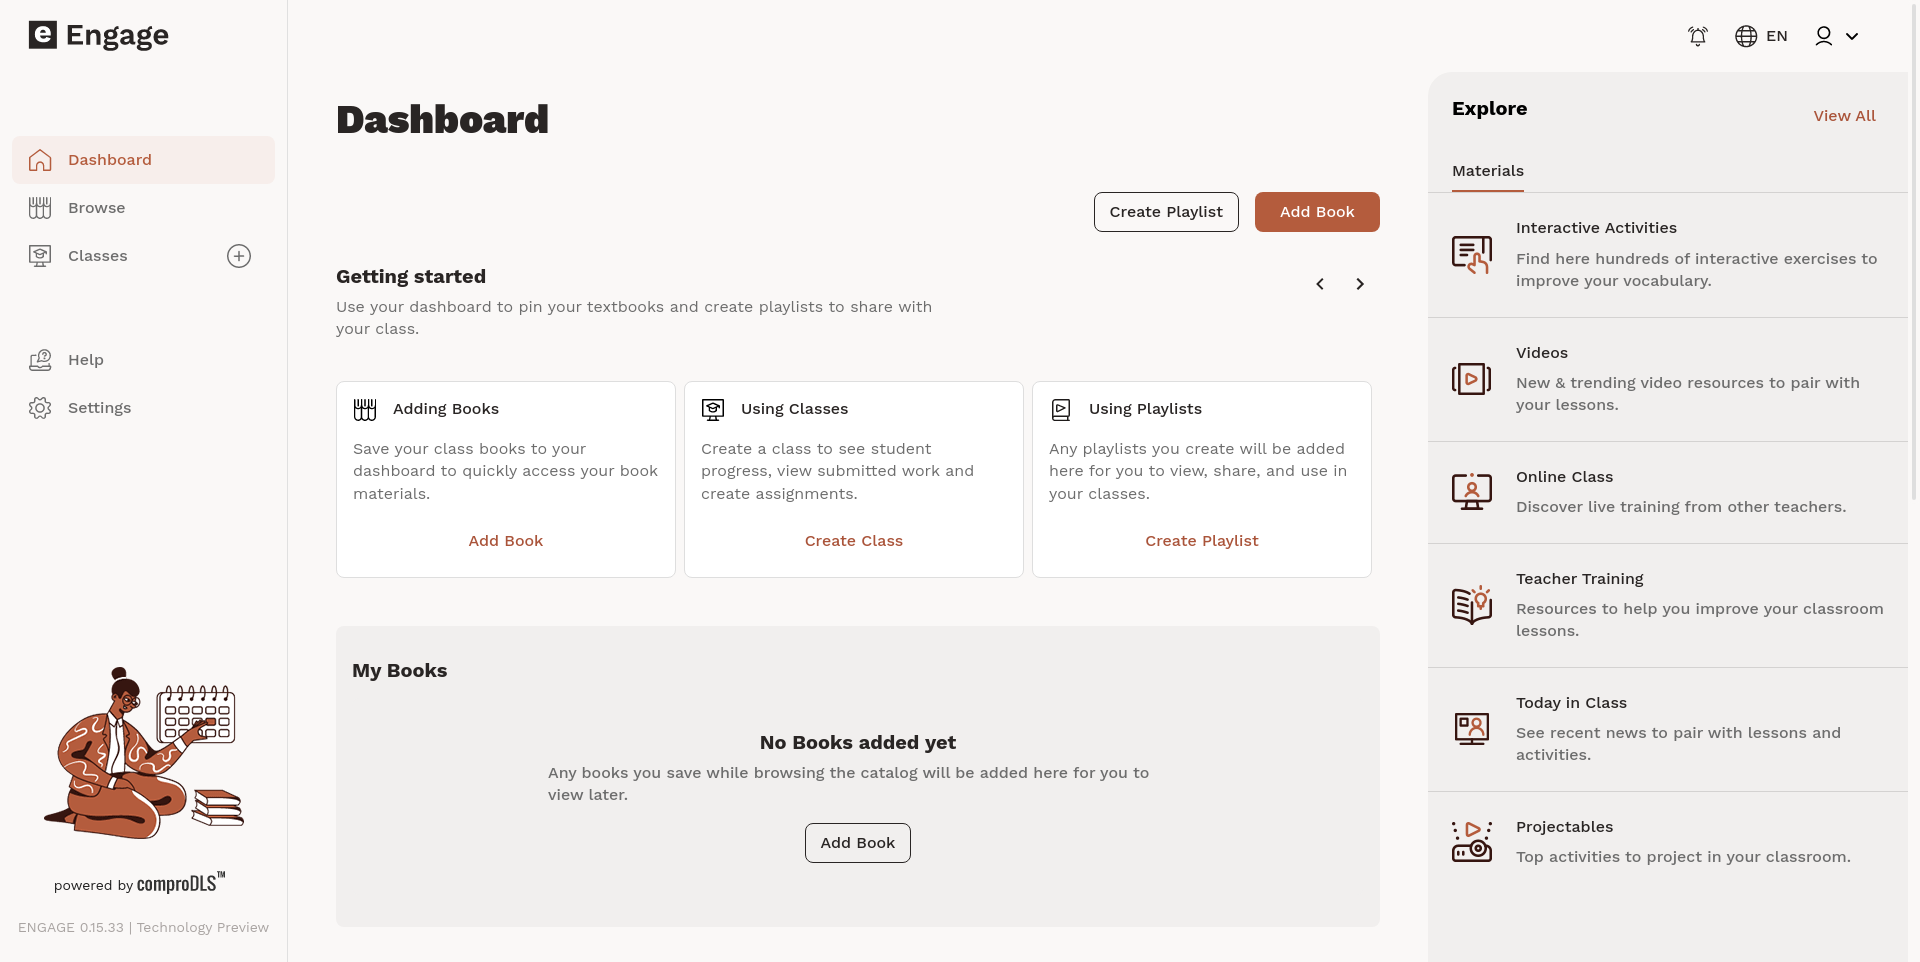 e Engage
EN
Dashboard
Browse
Classes
Help
Settings
powered by comproDLS™
ENGAGE 0.15.33 | Technology Preview
Dashboard
Create Playlist
Add Book
Getting started
Use your dashboard to pin your textbooks and create playlists to share with
your class.
Adding Books
Save your class books to your
dashboard to quickly access your book
materials.
Add Book
Using Classes
Create a class to see student
progress, view submitted work and
create assignments.
Create Class
Using Playlists
Any playlists you create will be added
here for you to view, share, and use in
your classes.
Create Playlist
My Books
No Books added yet
Any books you save while browsing the catalog will be added here for you to
view later.
Add Book
Explore
View All
Materials
Interactive Activities
Find here hundreds of interactive exercises to
improve your vocabulary.
Videos
New & trending video resources to pair with
your lessons.
Online Class
Discover live training from other teachers.
Teacher Training
Resources to help you improve your classroom
lessons.
Today in Class
See recent news to pair with lessons and
activities.
Projectables
Top activities to project in your classroom.